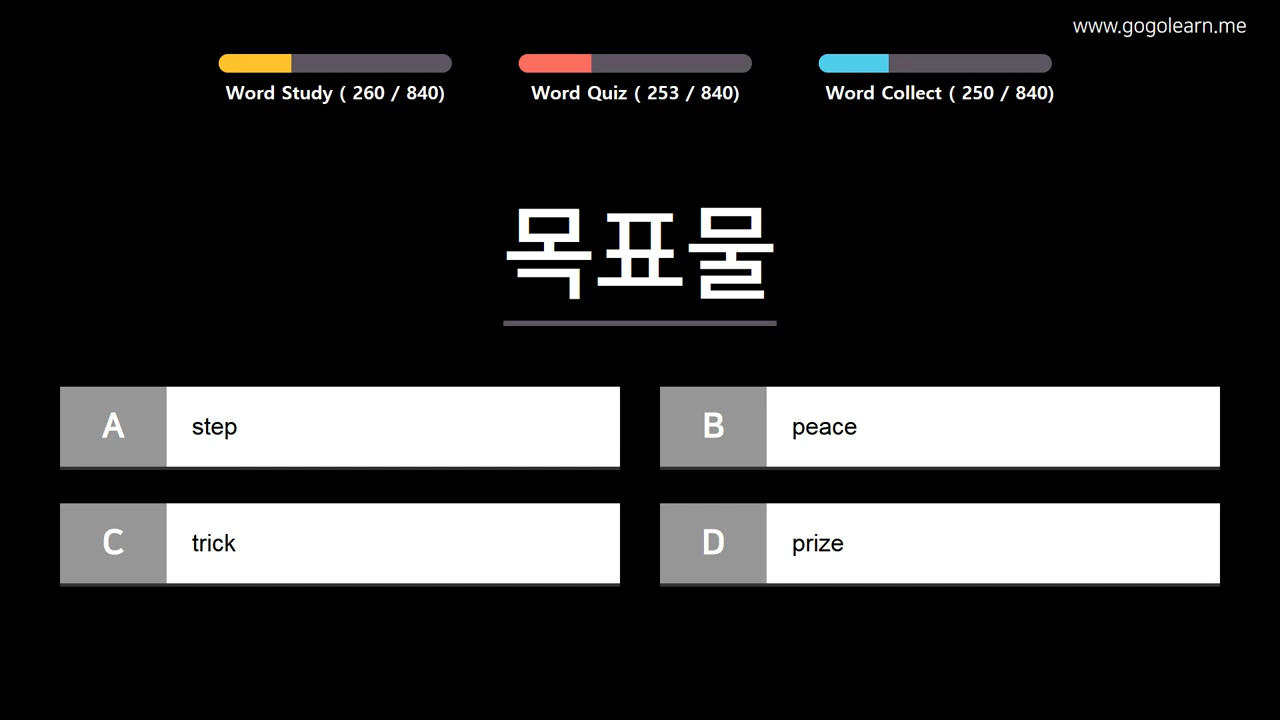 www.gogolearn.me
Word Study ( 260 / 840)
Word Quiz ( 253 / 840)
Word Collect ( 250 / 840)
목표물
A step
B peace
C trick
D prize